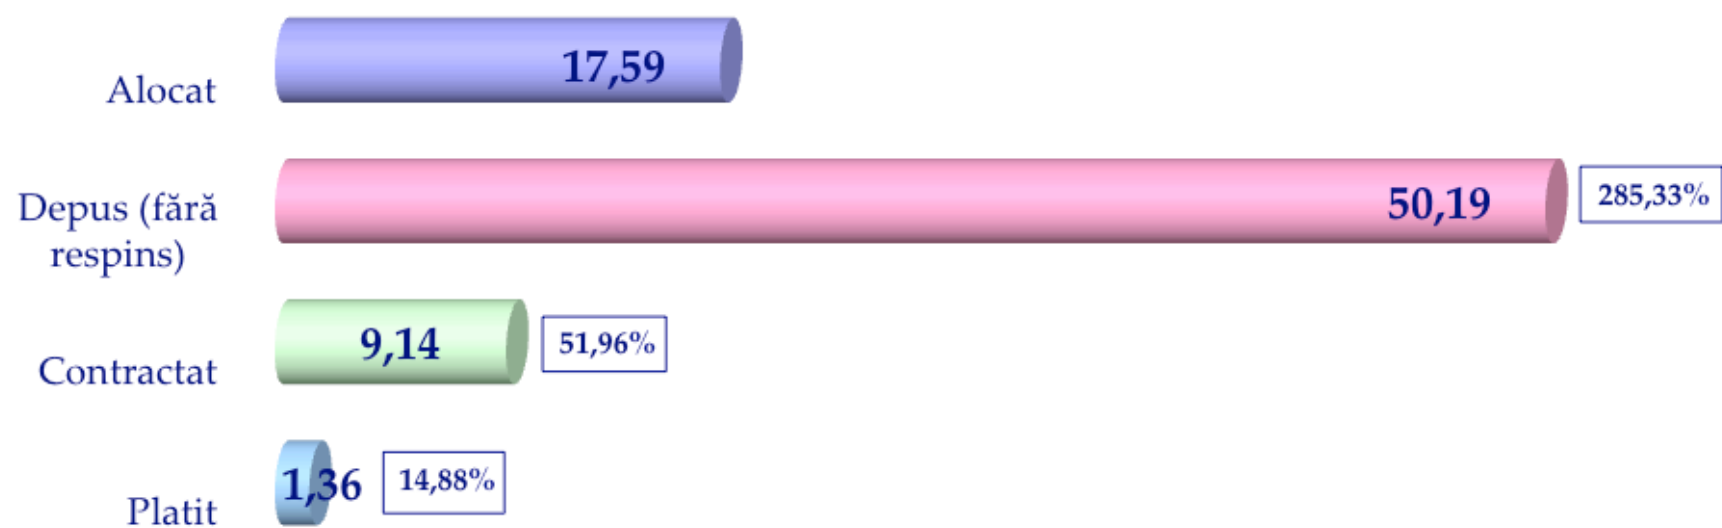 17,59
Alocat
50,19
285,33%
Depus (fără
respins)
9,14
51,96%
Contractat
1,36
14,88%
Platit